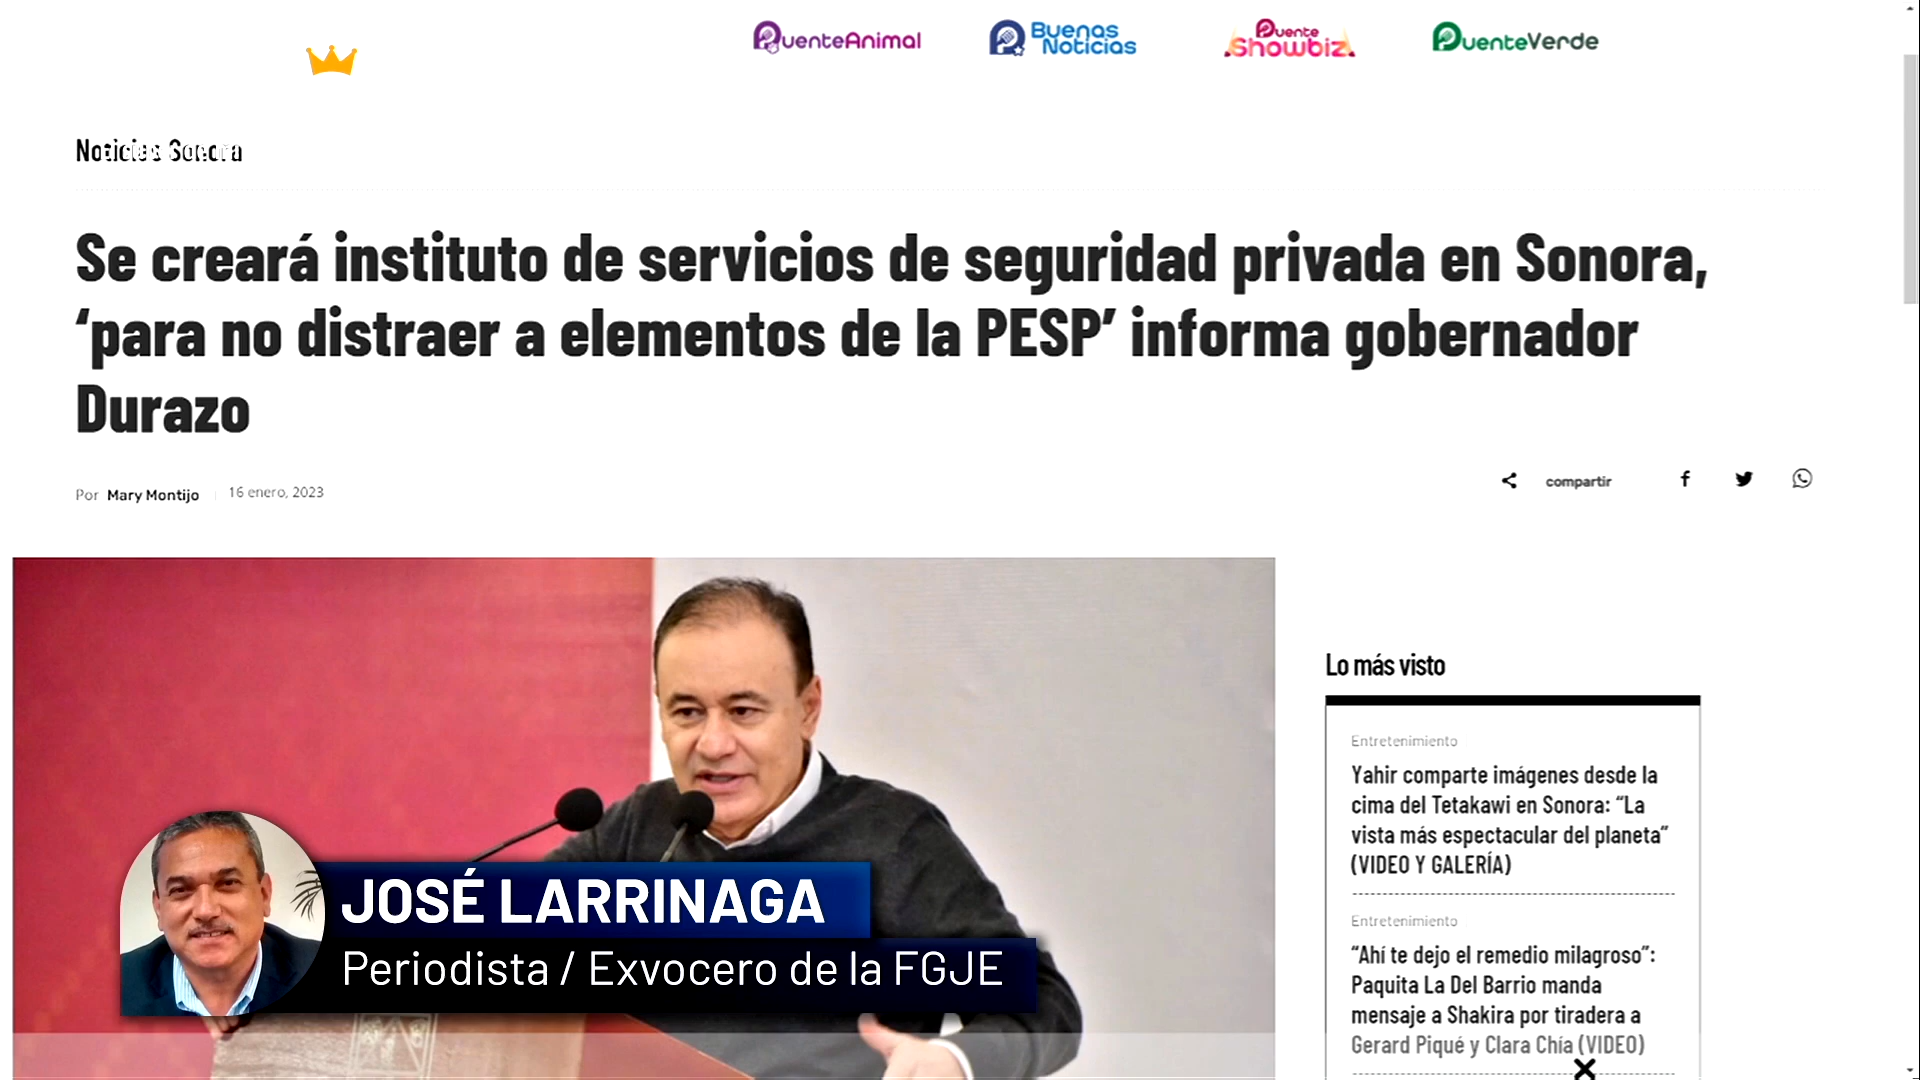 PuenteAnimal
Buenas
Noticias
Puente
Showbiz
PuenteVerde
Noticias Sonora
Se creará instituto de servicios de seguridad privada en Sonora,
‘para no distraer a elementos de la PESP’ informa gobernador
Durazo
Por Mary Montijo
16 enero, 2023
compartir
Lo más visto
Entretenimiento
Yahir comparte imágenes desde la
cima del Tetakawi en Sonora: “La
vista más espectacular del planeta”
(VIDEO Y GALERÍA)
Entretenimiento
“Ahí te dejo el remedio milagroso”:
Paquita La Del Barrio manda
mensaje a Shakira por tiradera a
Gerard Piqué y Clara Chía (VIDEO)
JOSÉ LARRINAGA
Periodista / Exvocero de la FGJE